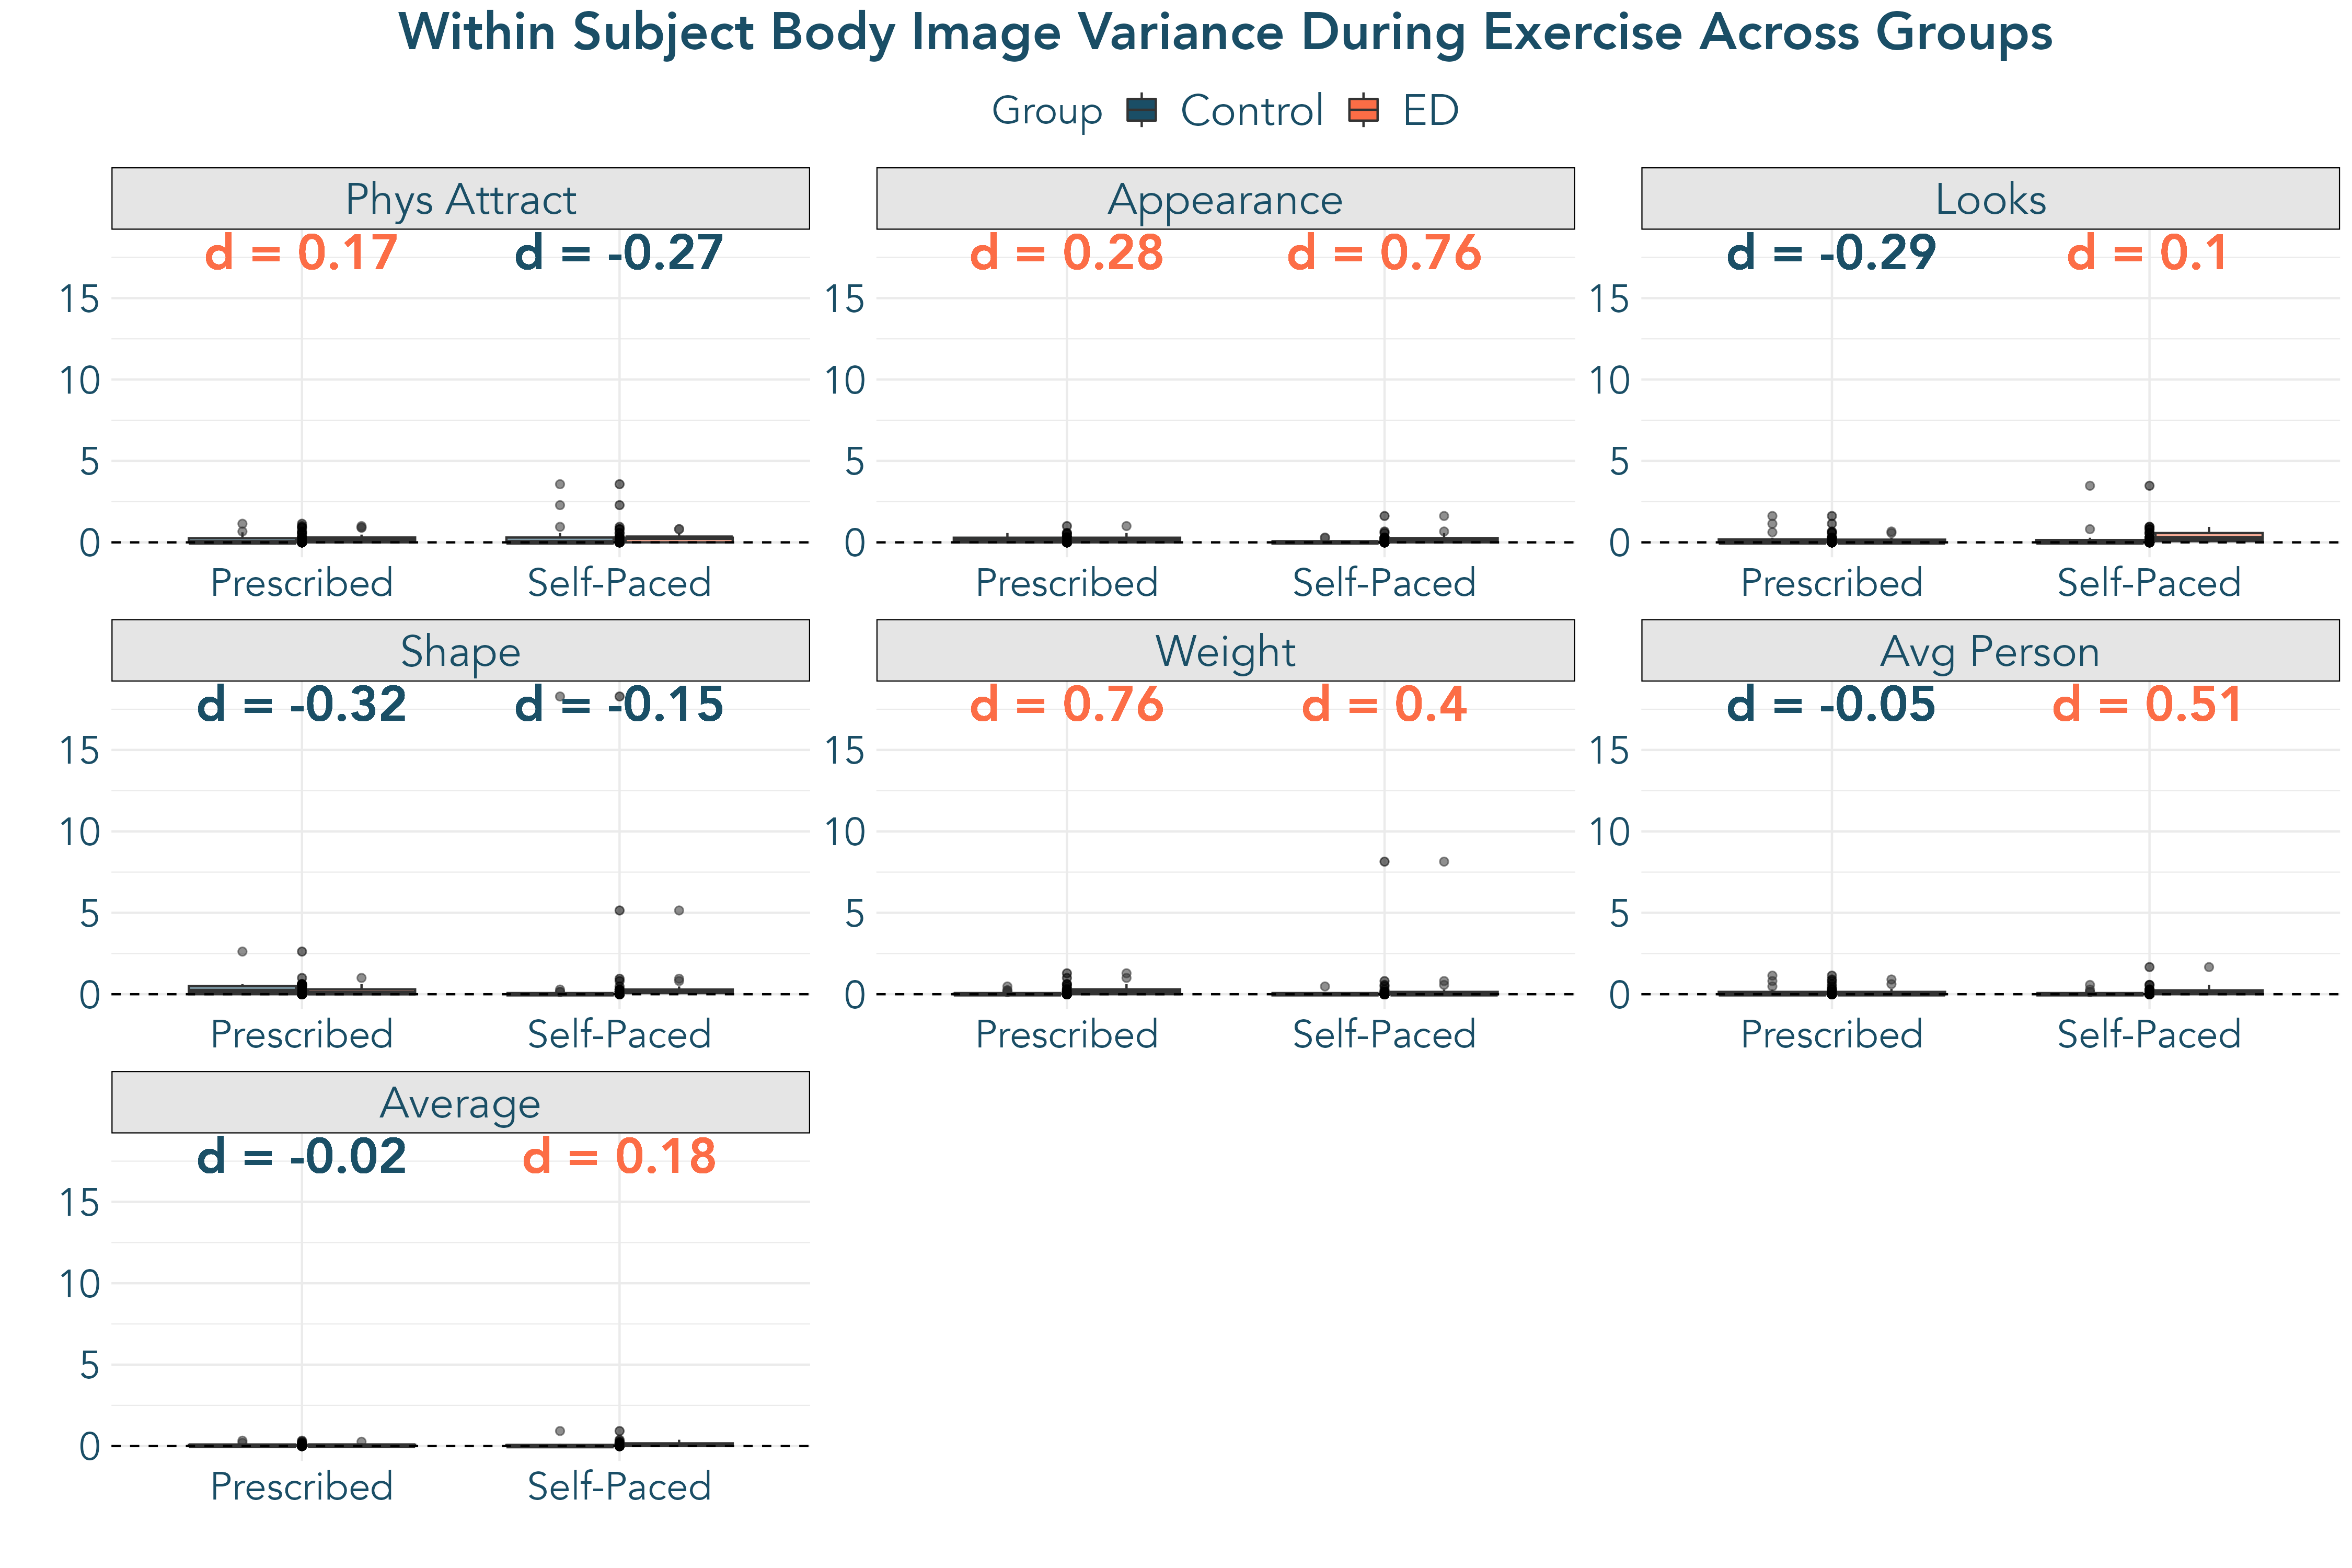 Within Subject Body Image Variance During Exercise Across Groups
Group Control ED
Phys Attract Appearance Looks
d = 0.17 d = -0.27 d = 0.28 d = 0.76 d = -0.29 d = 0.1
15 15 15
10 10 10
5 5 5
0 0 0
Prescribed Self-Paced Prescribed Self-Paced Prescribed Self-Paced
Shape Weight Avg Person
d = -0.32 d = -0.15 d = 0.76 d = 0.4 d = -0.05 d = 0.51
15 15 15
10 10 10
5 5 5
0 0 0
Prescribed Self-Paced Prescribed Self-Paced Prescribed Self-Paced
Average
d = -0.02 d = 0.18
15
10
5
0
Prescribed Self-Paced